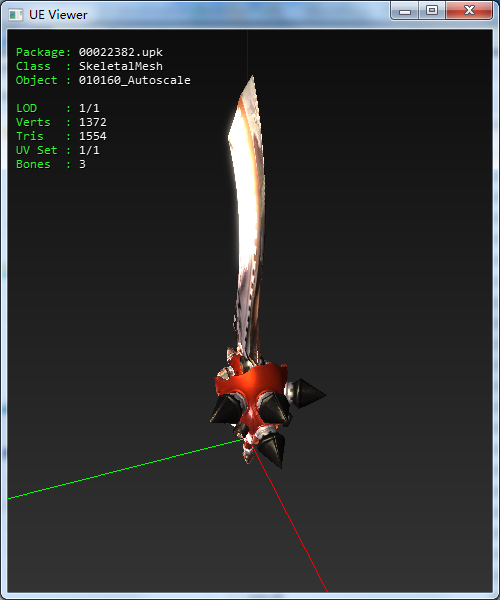 UE Viewer
Package: 00022382.upk
Class : SkeletalMesh
Object : 010160_Autoscale
LOD : 1/1
Verts : 1372
Tris : 1554
UV Set : 1/1
Bones : 3